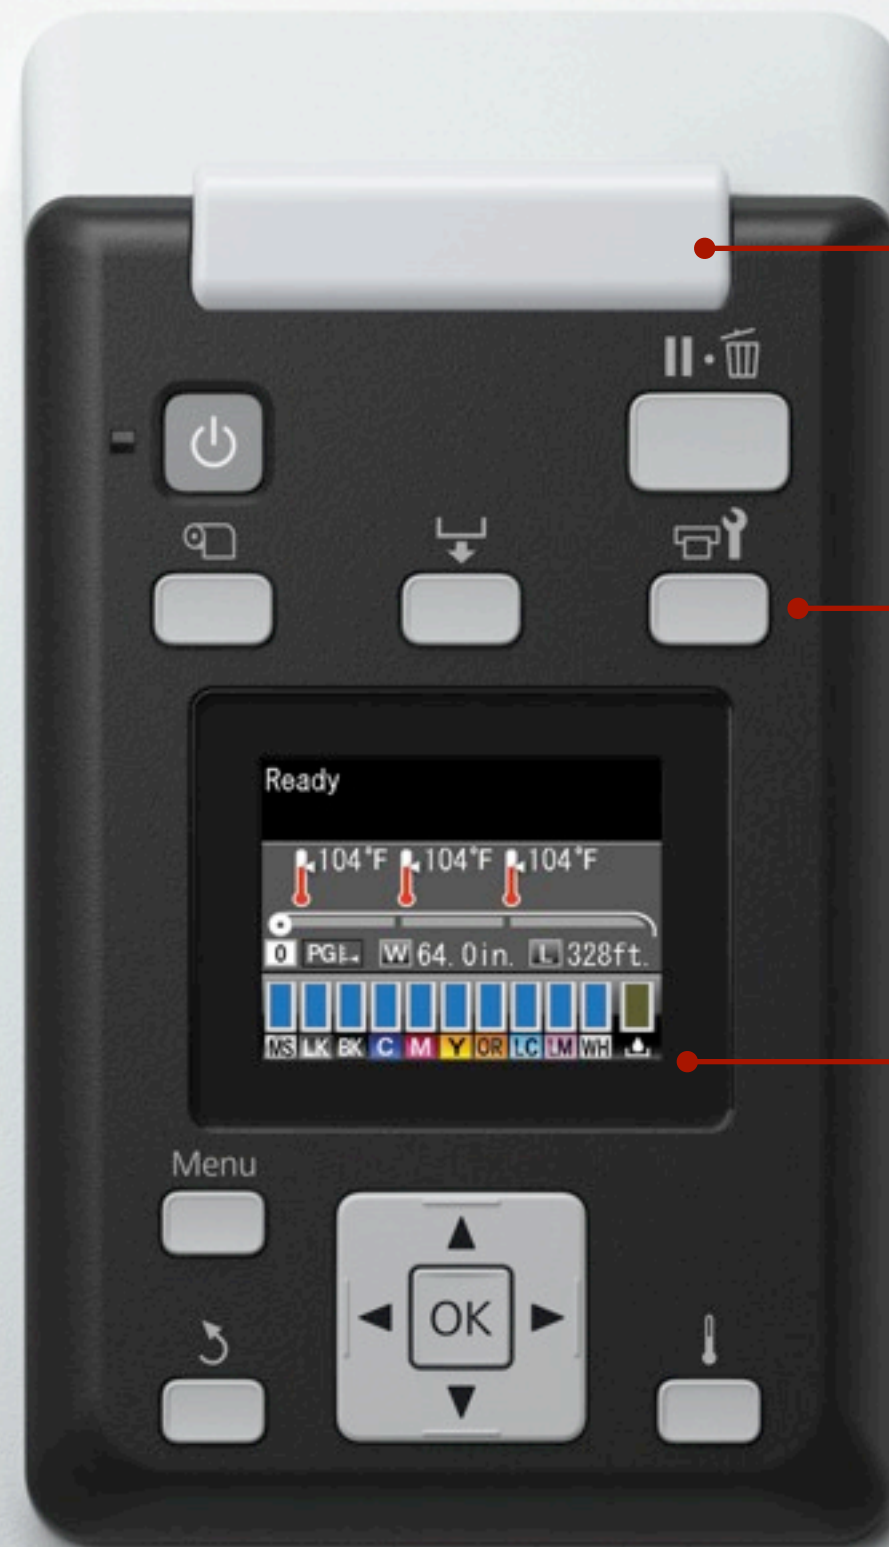 Ready
104°F 104°F 104°F
0 PG W 64.0in. L 328ft.
MS LK BK C M Y OR LC LM WH
Menu
OK